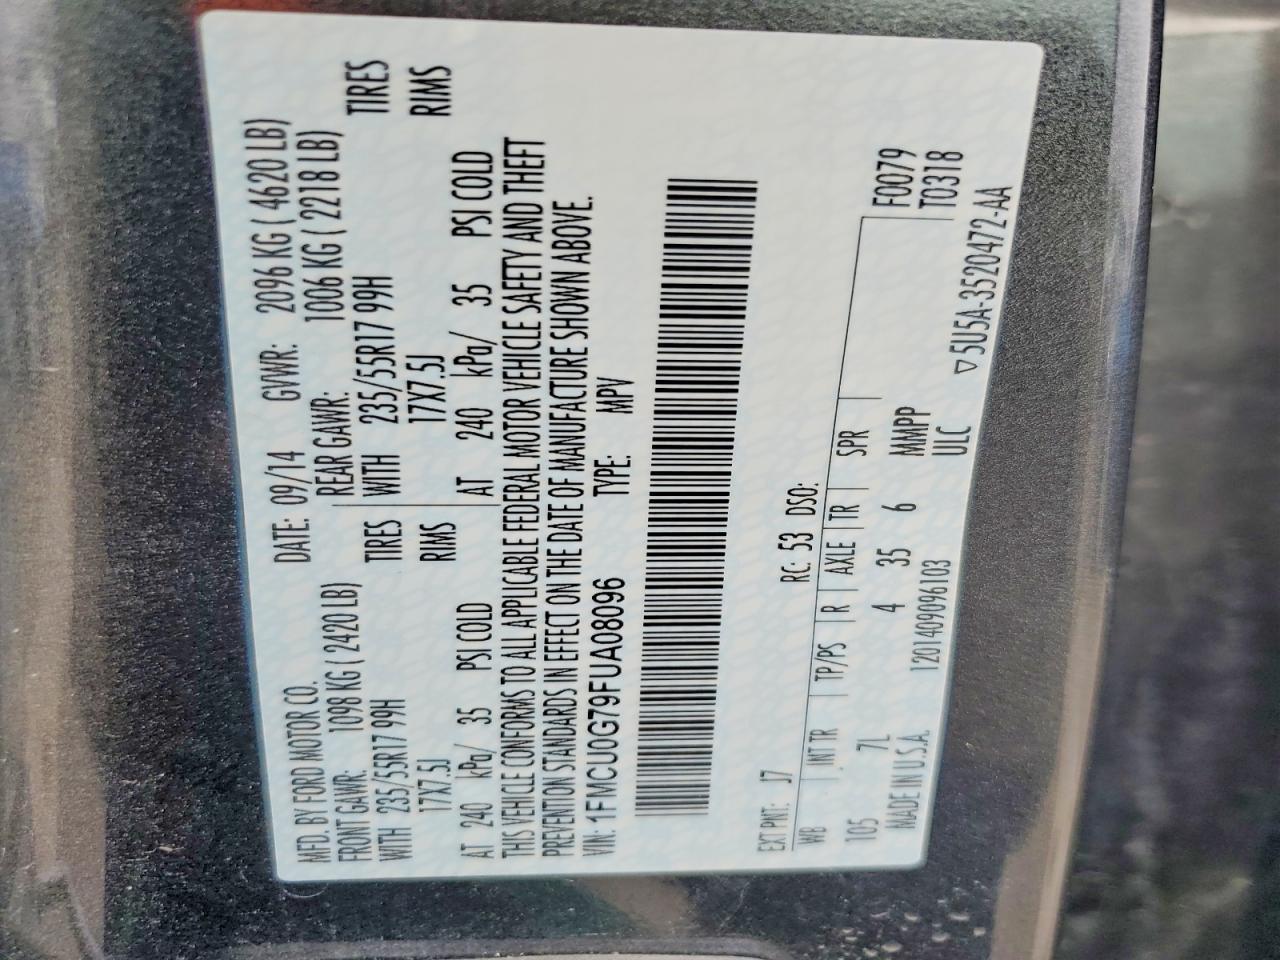 MFD. BY FORD MOTOR CO.
DATE: 09/14 GVWR: 2096 KG ( 4620 LB)
FRONT GAWR: 1098 KG ( 2420 LB)
REAR GAWR: 1006 KG ( 2218 LB)
WITH 235/55R17 99H TIRES
WITH 235/55R17 99H TIRES
17X7.5J RIMS
17X7.5J RIMS
AT 240 kPa/ 35 PSI COLD
AT 240 kPa/ 35 PSI COLD
THIS VEHICLE CONFORMS TO ALL APPLICABLE FEDERAL MOTOR VEHICLE SAFETY AND THEFT
PREVENTION STANDARDS IN EFFECT ON THE DATE OF MANUFACTURE SHOWN ABOVE.
VIN: 1FMCU0G79FUA08096 TYPE: MPV
EXT PNT: J7 RC: 53 DSO:
WB INT TR TP/PS R AXLE TR SPR F0079
105 7L 4 35 6 MMPP T0318
MADE IN U.S.A. 1201409096103 ULC
▽5U5A-3520472-AA